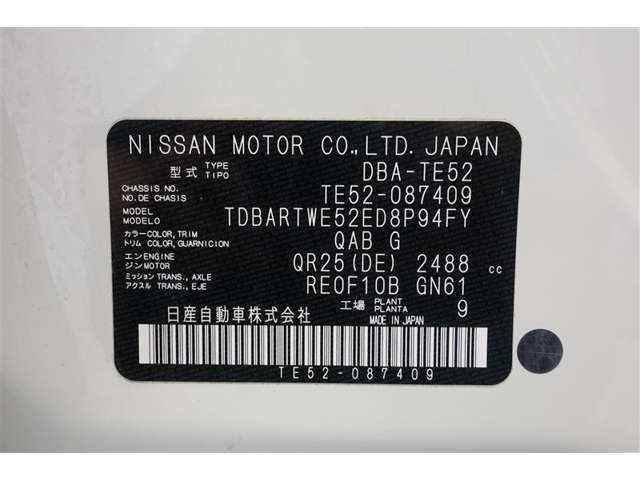 NISSAN MOTOR CO.,LTD. JAPAN
型式 TYPE TIPO DBA-TE52
CHASSIS NO. NO DE CHASIS TE52-087409
MODEL MODELO TDBARTWE52ED8P94FY
カラー COLOR, TRIM トリム COLOR, GUARNICION QAB G
エンジン ENGINE MOTOR QR25(DE) 2488 cc
ミッション TRANS., AXLE アクスル TRANS., EJE RE0F10B GN61
工場 PLANT PLANTA 9
日産自動車株式会社 MADE IN JAPAN
TE52-087409